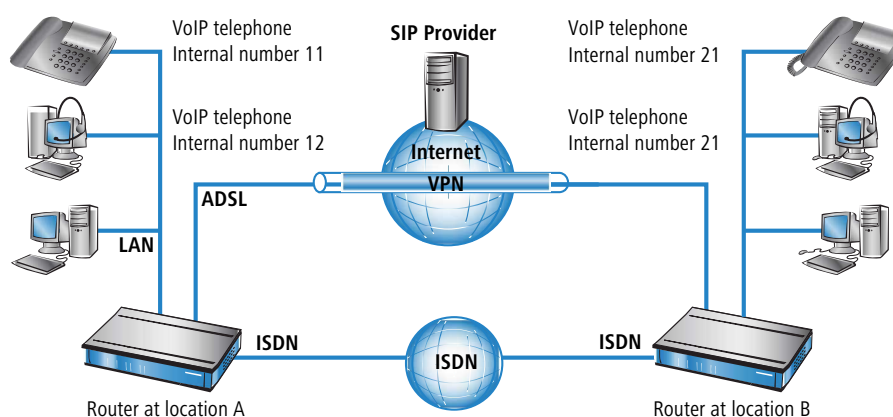 VoIP telephone
Internal number 11
SIP Provider
VoIP telephone
Internal number 21
VoIP telephone
Internal number 12
VoIP telephone
Internal number 21
Internet
VPN
ADSL
LAN
ISDN
ISDN
ISDN
Router at location A
Router at location B